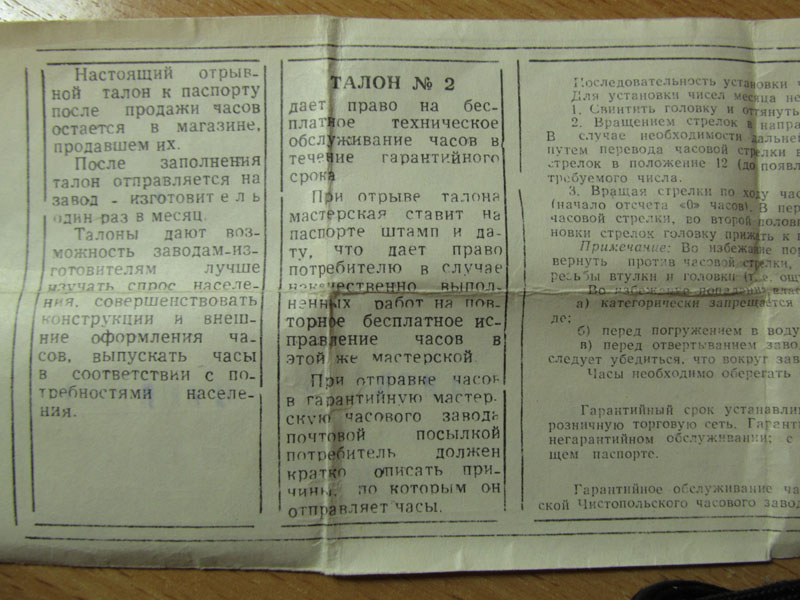 Настоящий отрыв-
ной талон к паспорту
после продажи часов
остается в магазине,
продавшем их.
После заполнения
талон отправляется на
завод - изготовитель
один раз в месяц.
Талоны дают воз-
можность заводам-из-
готовителям лучше
изучать спрос населе-
ния, совершенствовать
конструкции и внеш-
ние оформления ча-
сов, выпускать часы
в соответствии с по-
требностями населе-
ния.
ТАЛОН № 2
дает право на бес-
платное техническое
обслуживание часов в
течение гарантийного
срока
При отрыве талона
мастерская ставит на
паспорте штамп и да-
ту, что дает право
потребителю в случае
некачественно выпол-
ненных работ на пов-
торное бесплатное ис-
правление часов в
этой же мастерской
При отправке часов
в гарантийную мастер-
скую часового завода
почтовой посылкой
потребитель должен
кратко описать при-
чины, по которым он
отправляет часы.
Последовательность установки
Для установки чисел месяца
1. Свинтить головку и оттянуть
2. Вращением стрелок в
В случае необходимости
путем перевода часовой стрелки
стрелок в положение 12 (до
требуемого числа.
3. Вращая стрелки по ходу
(начало отсчета «0» часов). В
часовой стрелки, во второй
новки стрелок головку прижать к
Примечание: Во избежание
вернуть против часовой стрелки,
резьбы втулки и головки
Во избежание попадания
а) категорически запрещается
де;
б) перед погружением в воду
в) перед отвертыванием
следует убедиться, что вокруг
Часы необходимо оберегать
Гарантийный срок
розничную торговую сеть.
негарантийном обслуживании; с
щем паспорте.
Гарантийное обслуживание
ской Чистопольского часового